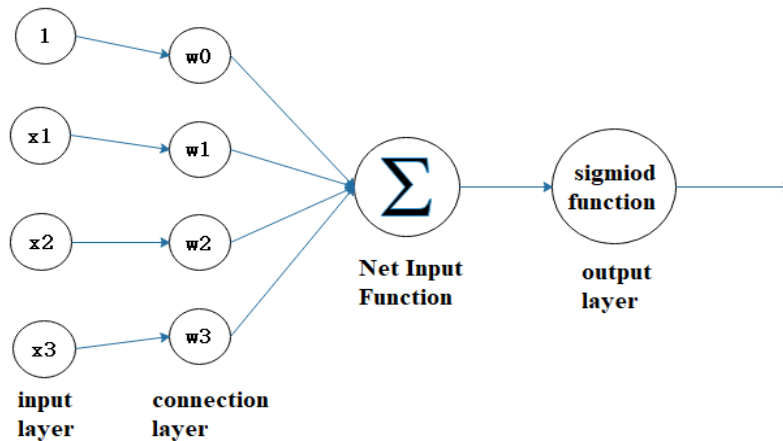 1
w0
x1
w1
x2
w2
x3
w3
Σ
sigmiod
function
Net Input
Function
output
layer
input
layer
connection
layer